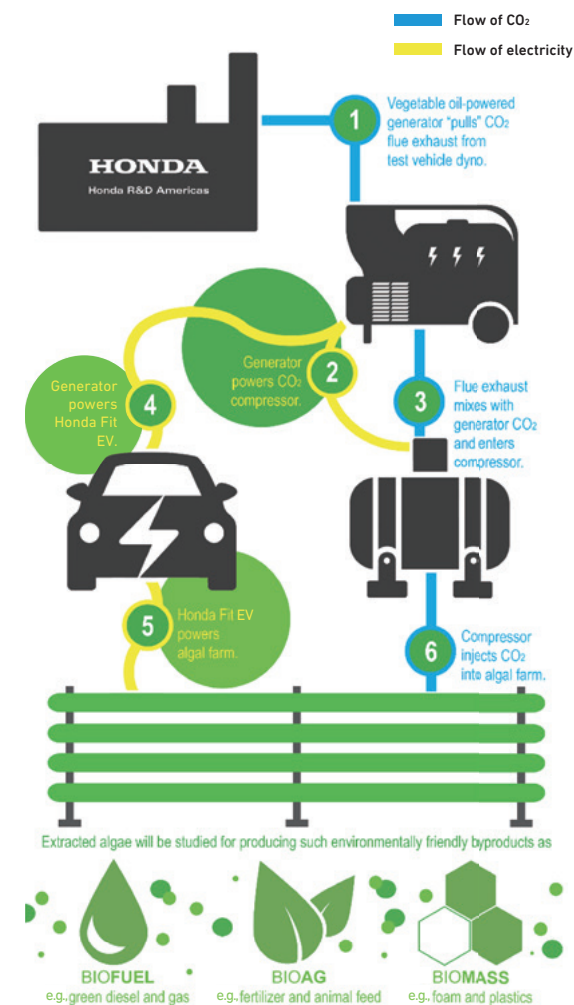 Flow of CO₂
Flow of electricity
1
Vegetable oil-powered
generator "pulls" CO₂
flue exhaust from
test vehicle dyno.
HONDA
Honda R&D Americas
Generator
powers CO₂
compressor.
2
Generator
powers
Honda Fit
EV.
4
3
Flue exhaust
mixes with
generator CO₂
and enters
compressor.
5
Honda Fit EV
powers
algal farm.
6
Compressor
injects CO₂
into algal farm.
Extracted algae will be studied for producing such environmentally friendly byproducts as
BIOFUEL
e.g., green diesel and gas
BIOAG
e.g., fertilizer and animal feed
BIOMASS
e.g., foam and plastics